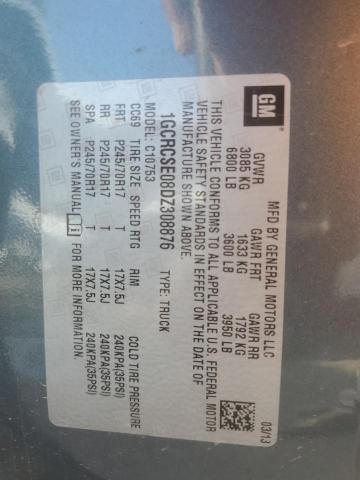 GM
MFD BY GENERAL MOTORS LLC
03/13
GVWR GAWR FRT GAWR RR
3085 KG 1633 KG 1792 KG
6800 LB 3600 LB 3950 LB
THIS VEHICLE CONFORMS TO ALL APPLICABLE U.S. FEDERAL MOTOR
VEHICLE SAFETY STANDARDS IN EFFECT ON THE DATE OF
MANUFACTURE SHOWN ABOVE.
1GCRCSE08DZ308876 TYPE: TRUCK
MODEL: C10753
CC69 TIRE SIZE SPEED RTG RIM COLD TIRE PRESSURE
FRT P245/70R17 T 17X7.5J 240KPA(35PSI)
RR P245/70R17 T 17X7.5J 240KPA(35PSI)
SPA P245/70R17 T 17X7.5J 240KPA(35PSI)
SEE OWNER'S MANUAL i FOR MORE INFORMATION.